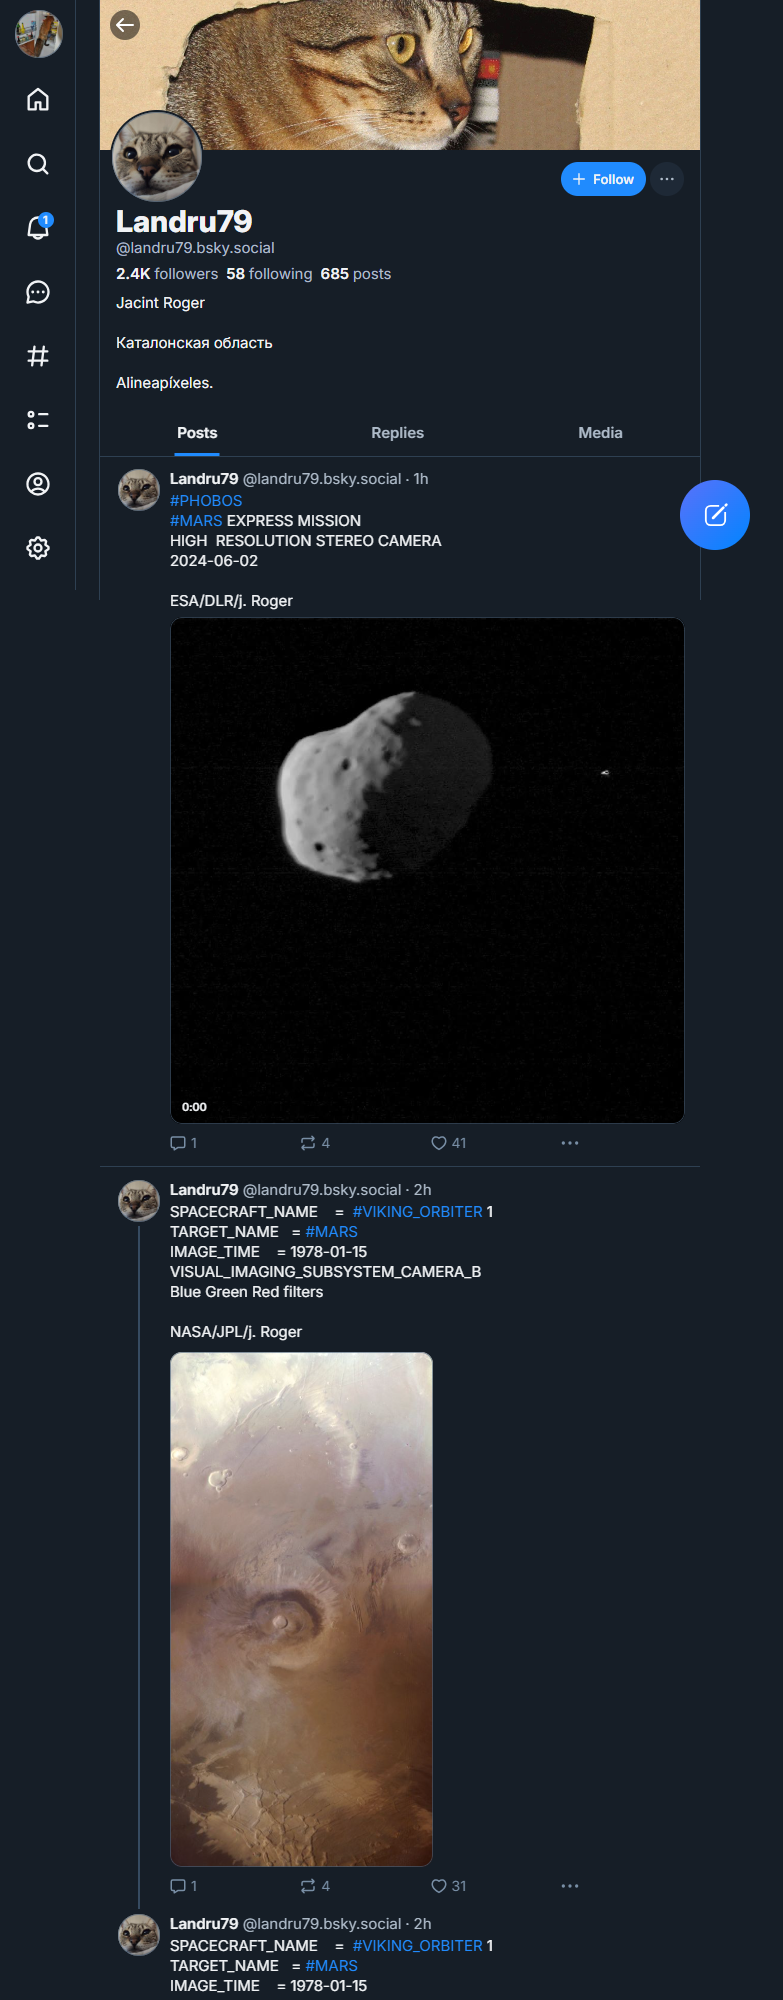 + Follow
Landru79
@landru79.bsky.social
2.4K followers 58 following 685 posts
Jacint Roger
Каталонская область
Alineapíxeles.
Posts Replies Media
1
Landru79 @landru79.bsky.social · 1h
#PHOBOS
#MARS EXPRESS MISSION
HIGH RESOLUTION STEREO CAMERA
2024-06-02
ESA/DLR/j. Roger
0:00
1 4 41
Landru79 @landru79.bsky.social · 2h
SPACECRAFT_NAME = #VIKING_ORBITER 1
TARGET_NAME = #MARS
IMAGE_TIME = 1978-01-15
VISUAL_IMAGING_SUBSYSTEM_CAMERA_B
Blue Green Red filters
NASA/JPL/j. Roger
1 4 31
Landru79 @landru79.bsky.social · 2h
SPACECRAFT_NAME = #VIKING_ORBITER 1
TARGET_NAME = #MARS
IMAGE_TIME = 1978-01-15